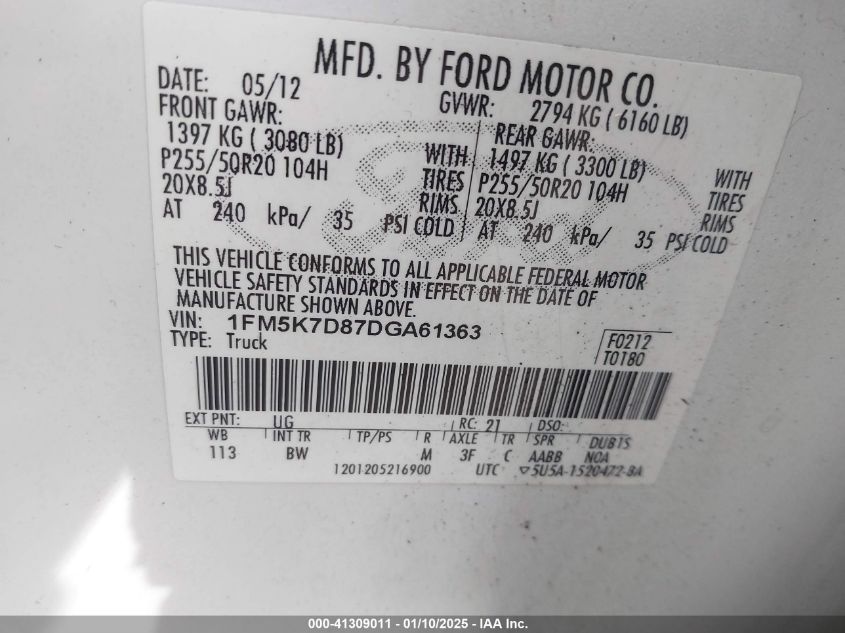 MFD. BY FORD MOTOR CO.
DATE: 05/12 GVWR: 2794 KG ( 6160 LB)
FRONT GAWR: REAR GAWR:
1397 KG ( 3080 LB) WITH 1497 KG ( 3300 LB) WITH
P255/50R20 104H TIRES P255/50R20 104H TIRES
20X8.5J RIMS 20X8.5J RIMS
AT 240 kPa/ 35 PSI COLD AT 240 kPa/ 35 PSI COLD
THIS VEHICLE CONFORMS TO ALL APPLICABLE FEDERAL MOTOR
VEHICLE SAFETY STANDARDS IN EFFECT ON THE DATE OF
MANUFACTURE SHOWN ABOVE.
VIN: 1FM5K7D87DGA61363
TYPE: Truck F0212
T0180
EXT PNT: UG RC: 21 DSO:
WB INT TR TP/PS R AXLE TR SPR DUBTS
113 BW M 3F C AABB NOA
1201205216900 UTC ▽5U5A-1520472-BA
000-41309011 — 01/10/2025 - IAA Inc.